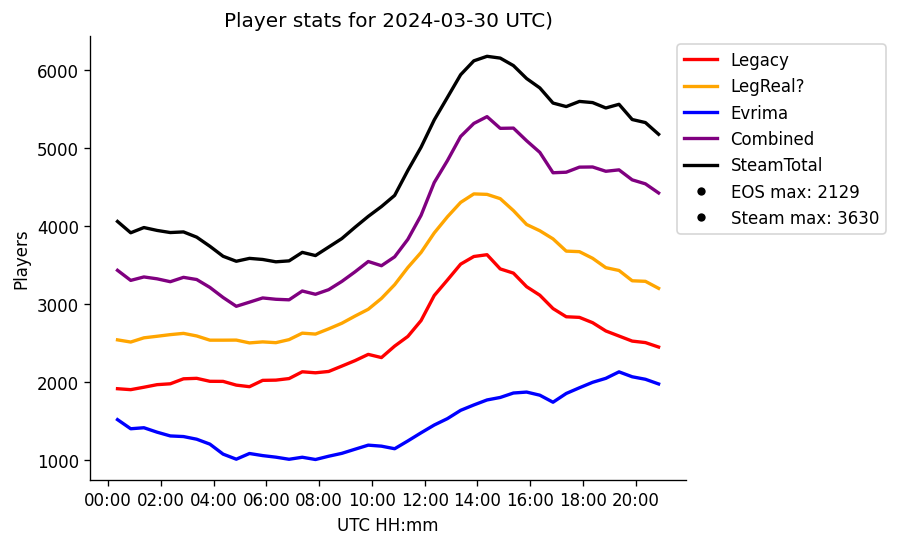 Player stats for 2024-03-30 UTC)
Legacy
LegReal?
Evrima
Combined
SteamTotal
EOS max: 2129
Steam max: 3630
Players
6000
5000
4000
3000
2000
1000
00:00 02:00 04:00 06:00 08:00 10:00 12:00 14:00 16:00 18:00 20:00
UTC HH:mm